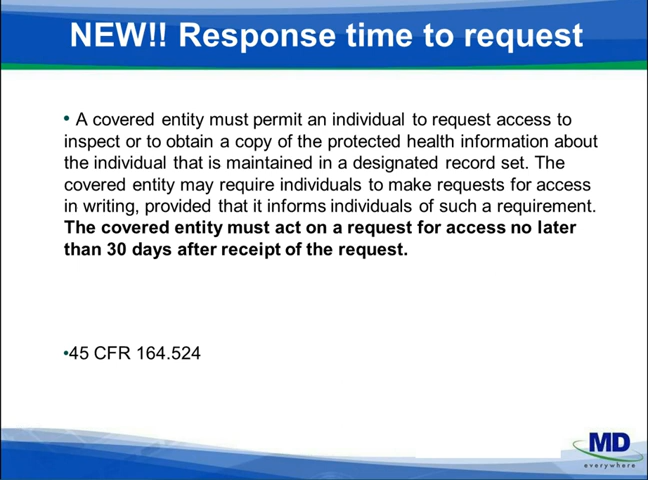 NEW!! Response time to request
• A covered entity must permit an individual to request access to
inspect or to obtain a copy of the protected health information about
the individual that is maintained in a designated record set. The
covered entity may require individuals to make requests for access
in writing, provided that it informs individuals of such a requirement.
The covered entity must act on a request for access no later
than 30 days after receipt of the request.
•45 CFR 164.524
MD
everywhere